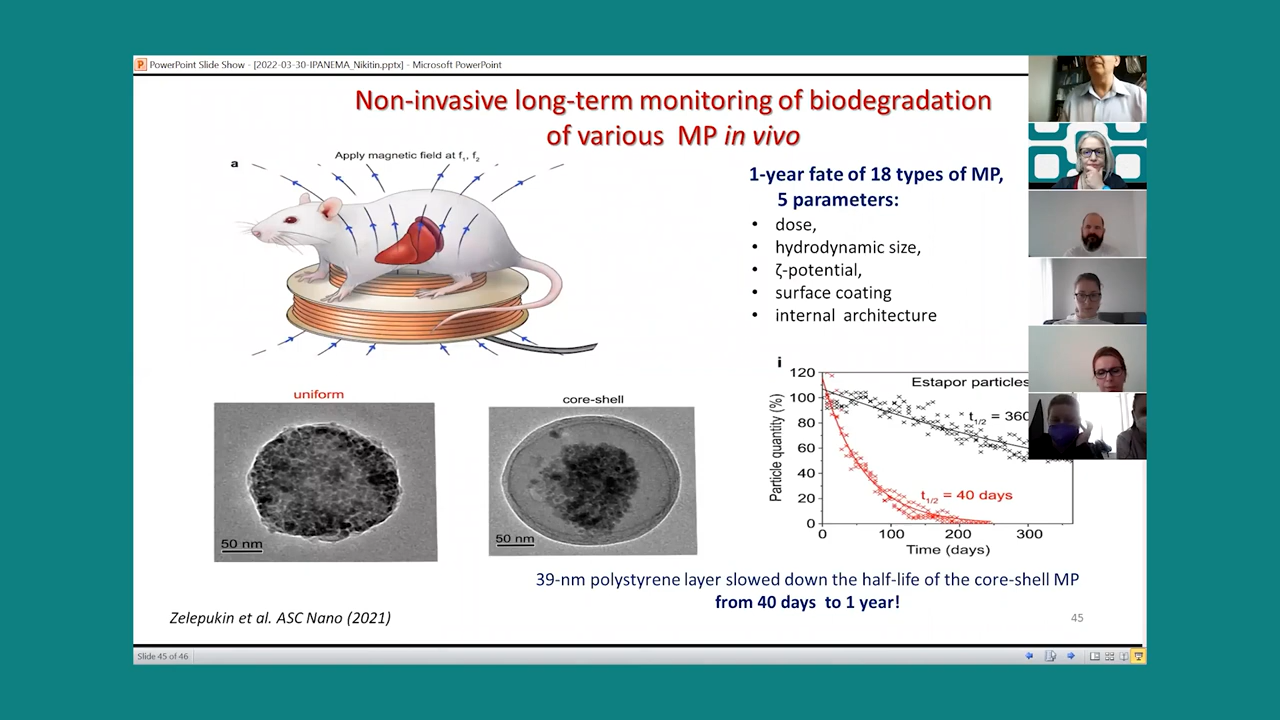 PowerPoint Slide Show - [2022-03-30-IPANEMA_Nikitin.pptx] - Microsoft PowerPoint
Non-invasive long-term monitoring of biodegradation
of various MP in vivo
a
Apply magnetic field at f1, f2
1-year fate of 18 types of MP,
5 parameters:
• dose,
• hydrodynamic size,
• ζ-potential,
• surface coating
• internal architecture
uniform
50 nm
core-shell
50 nm
i
Estapor particles
t1/2 = 360
t1/2 = 40 days
Particle quantity (%)
120
100
80
60
40
20
0
0 100 200 300
Time (days)
39-nm polystyrene layer slowed down the half-life of the core-shell MP
from 40 days to 1 year!
Zelepukin et al. ASC Nano (2021)
45
Slide 45 of 46